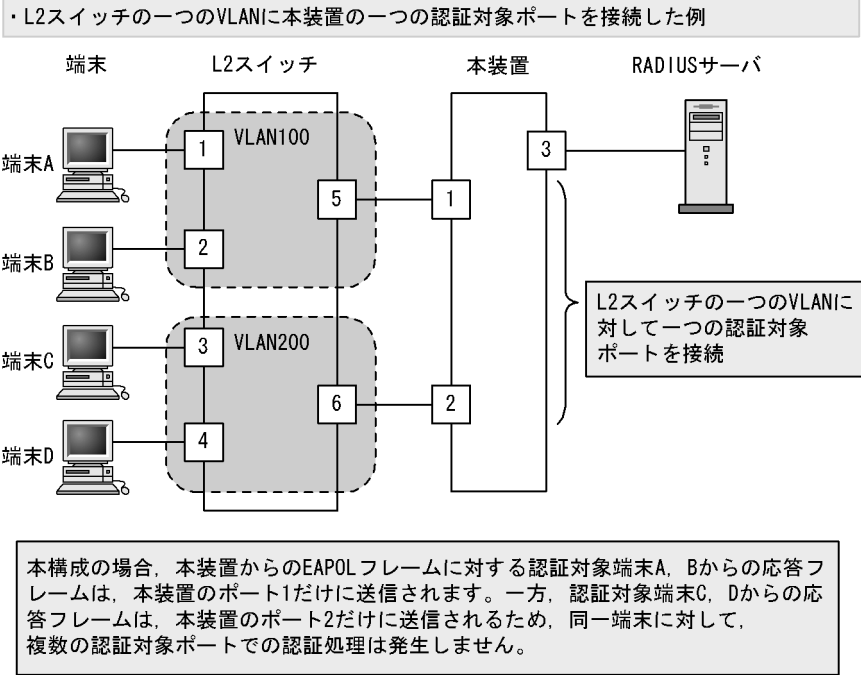 ・L2スイッチの一つのVLANに本装置の一つの認証対象ポートを接続した例
端末
L2スイッチ
本装置
RADIUSサーバ
端末A
端末B
端末C
端末D
VLAN100
1
2
5
VLAN200
3
4
6
1
2
3
L2スイッチの一つのVLANに
対して一つの認証対象
ポートを接続
本構成の場合，本装置からのEAPOLフレームに対する認証対象端末A，Bからの応答フ
レームは，本装置のポート1だけに送信されます。一方，認証対象端末C，Dからの応
答フレームは，本装置のポート2だけに送信されるため，同一端末に対して，
複数の認証対象ポートでの認証処理は発生しません。